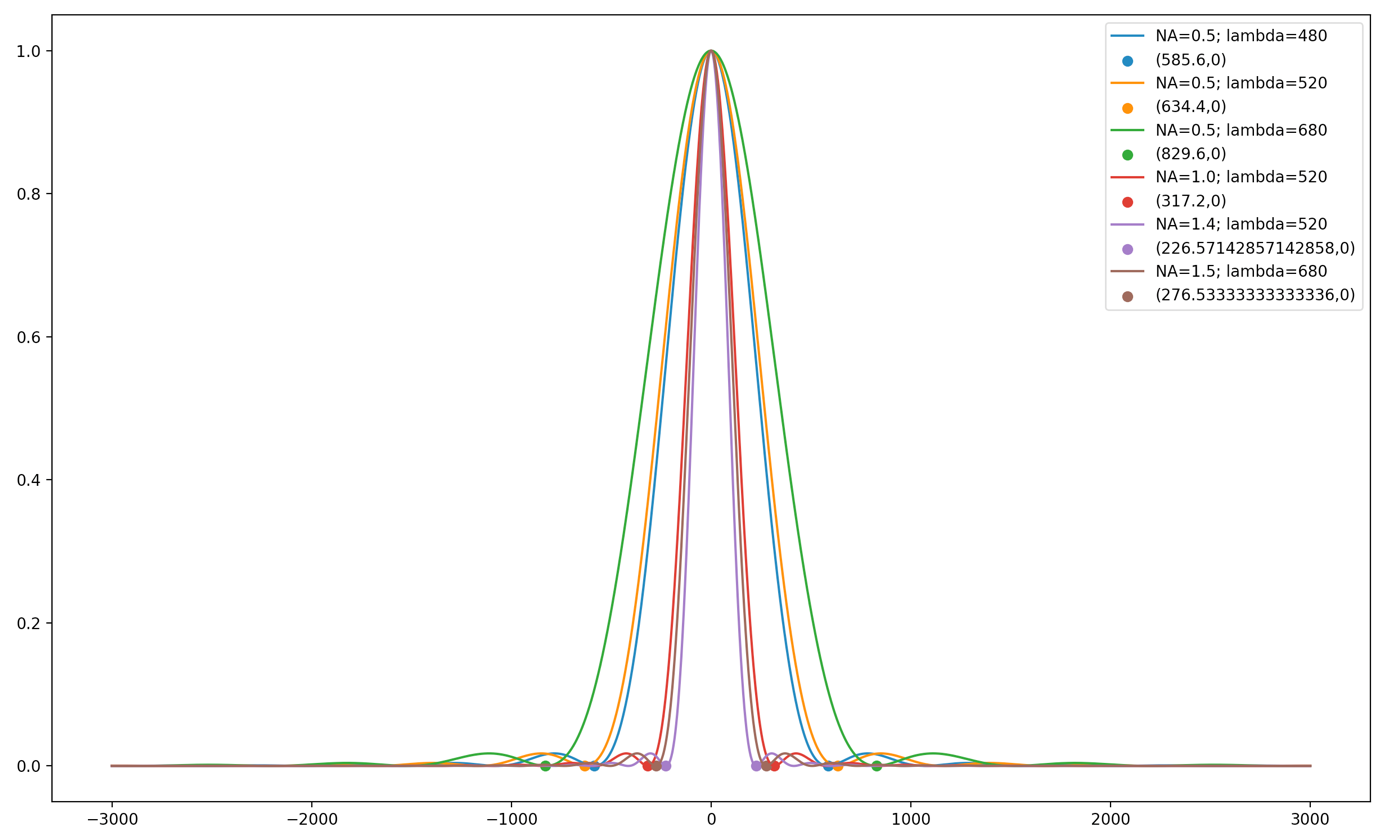 1.0
0.8
0.6
0.4
0.2
0.0
−3000 −2000 −1000 0 1000 2000 3000
NA=0.5; lambda=480
(585.6,0)
NA=0.5; lambda=520
(634.4,0)
NA=0.5; lambda=680
(829.6,0)
NA=1.0; lambda=520
(317.2,0)
NA=1.4; lambda=520
(226.57142857142858,0)
NA=1.5; lambda=680
(276.53333333333336,0)